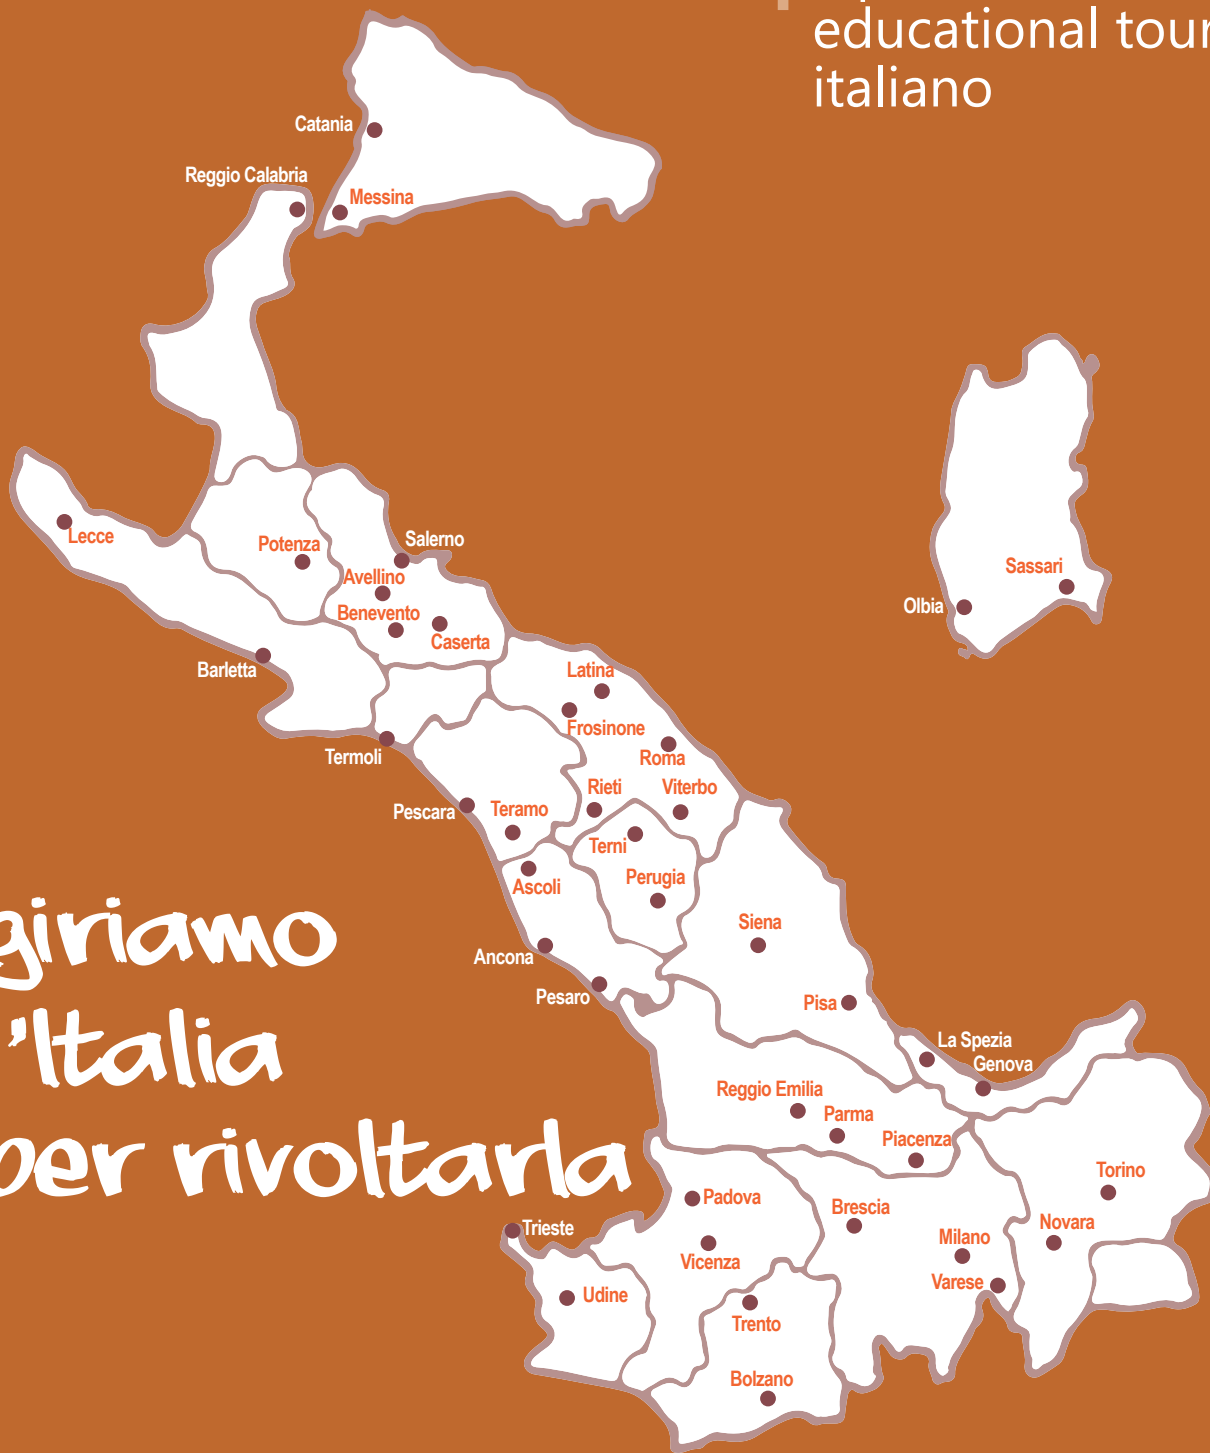 educational tour
italiano
Catania
Reggio Calabria
Messina
Lecce
Potenza
Salerno
Avellino
Benevento
Caserta
Sassari
Olbia
Barletta
Latina
Frosinone
Termoli
Roma
Rieti
Viterbo
Pescara
Teramo
Terni
Ascoli
Perugia
Siena
Ancona
Pesaro
Pisa
giriamo
l'Italia
per rivoltarla
La Spezia
Genova
Reggio Emilia
Parma
Piacenza
Torino
Padova
Brescia
Novara
Trieste
Milano
Vicenza
Varese
Udine
Trento
Bolzano